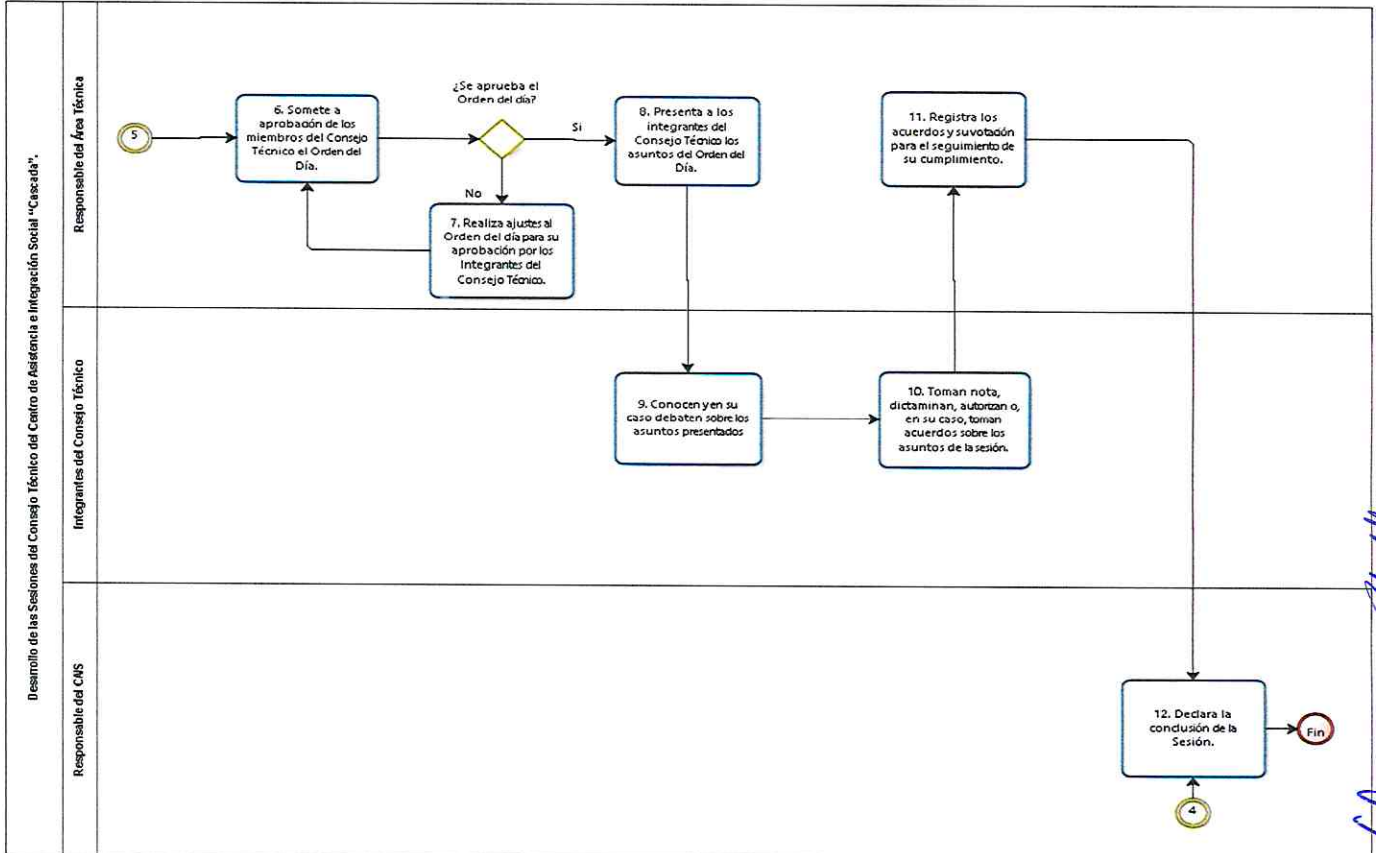 Desarrollo de las Sesiones del Consejo Técnico del Centro de Asistencia e Integración Social "Cascada".
Responsable del Área Técnica
5
6. Somete a
aprobación de los
miembros del Consejo
Técnico el Orden del
Día.
¿Se aprueba el
Orden del día?
Si
No
7. Realiza ajustes al
Orden del día para su
aprobación por los
Integrantes del
Consejo Técnico.
8. Presenta a los
integrantes del
Consejo Técnico los
asuntos del Orden del
Día.
11. Registra los
acuerdos y su votación
para el seguimiento de
su cumplimiento.
Integrantes del Consejo Técnico
9. Conocen y en su
caso debaten sobre los
asuntos presentados
10. Toman nota,
dictaminan, autorizan o,
en su caso, toman
acuerdos sobre los
asuntos de la sesión.
Responsable del CAIS
12. Declara la
conclusión de la
Sesión.
Fin
4